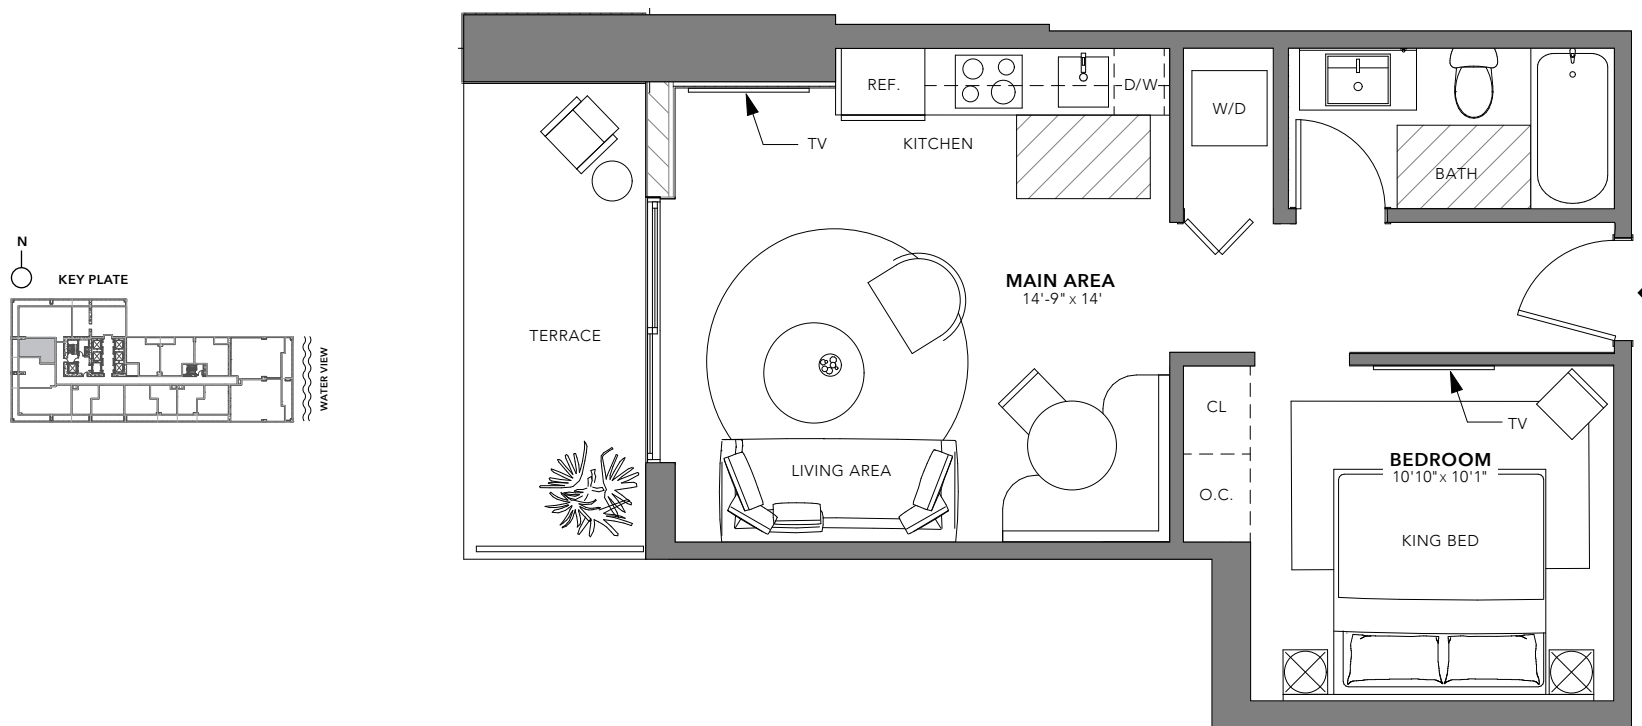 REF.
D/W
W/D
TV
KITCHEN
BATH
N
KEY PLATE
WATER VIEW
MAIN AREA
14'-9" x 14'
TERRACE
LIVING AREA
CL
O.C.
TV
BEDROOM
10'10" x 10'1"
KING BED